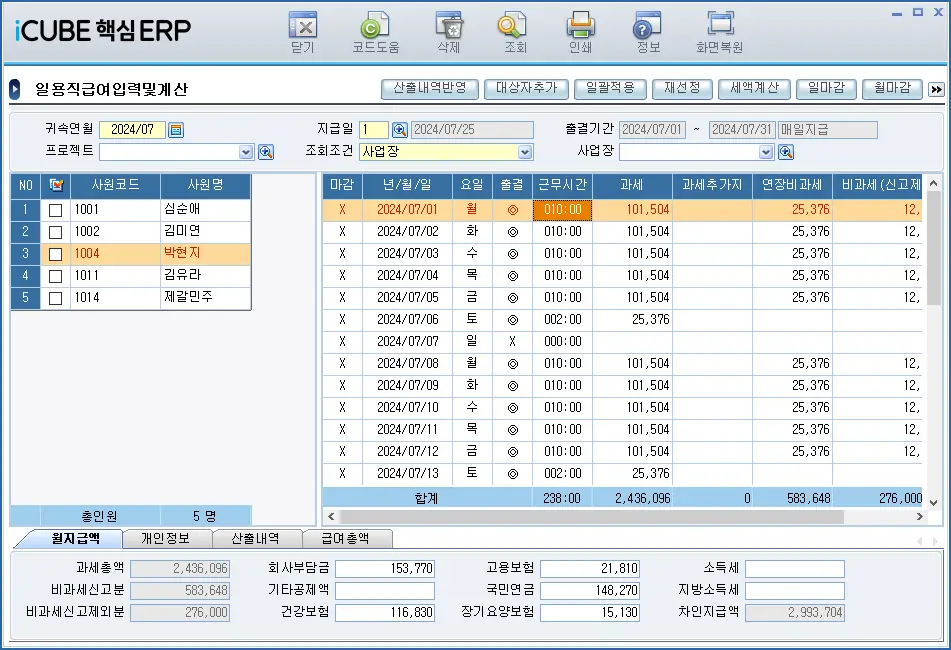 iCUBE 핵심ERP
닫기 코드도움 삭제 조회 인쇄 정보 화면복원
일용직급여입력및계산
산출내역반영 대상자추가 일괄적용 재선정 세액계산 일마감 월마감
귀속연월 2024/07 지급일 1 2024/07/25 출결기간 2024/07/01 ~ 2024/07/31 매일지급
프로젝트 조회조건 사업장 사업장
NO 사원코드 사원명
1 1001 심순애
2 1002 김미연
3 1004 박현지
4 1011 김유라
5 1014 제갈민주
총인원 5 명
마감 년/월/일 요일 출결 근무시간 과세 과세추가지 연장비과세 비과세(신고제
X 2024/07/01 월 ◎ 010:00 101,504 25,376 12,
X 2024/07/02 화 ◎ 010:00 101,504 25,376 12,
X 2024/07/03 수 ◎ 010:00 101,504 25,376 12,
X 2024/07/04 목 ◎ 010:00 101,504 25,376 12,
X 2024/07/05 금 ◎ 010:00 101,504 25,376 12,
X 2024/07/06 토 ◎ 002:00 25,376
X 2024/07/07 일 X 000:00
X 2024/07/08 월 ◎ 010:00 101,504 25,376 12,
X 2024/07/09 화 ◎ 010:00 101,504 25,376 12,
X 2024/07/10 수 ◎ 010:00 101,504 25,376 12,
X 2024/07/11 목 ◎ 010:00 101,504 25,376 12,
X 2024/07/12 금 ◎ 010:00 101,504 25,376 12,
X 2024/07/13 토 ◎ 002:00 25,376
합계 238:00 2,436,096 0 583,648 276,000
월지급액 개인정보 산출내역 급여총액
과세총액 2,436,096 회사부담금 153,770 고용보험 21,810 소득세
비과세신고분 583,648 기타공제액 국민연금 148,270 지방소득세
비과세신고제외분 276,000 건강보험 116,830 장기요양보험 15,130 차인지급액 2,993,704